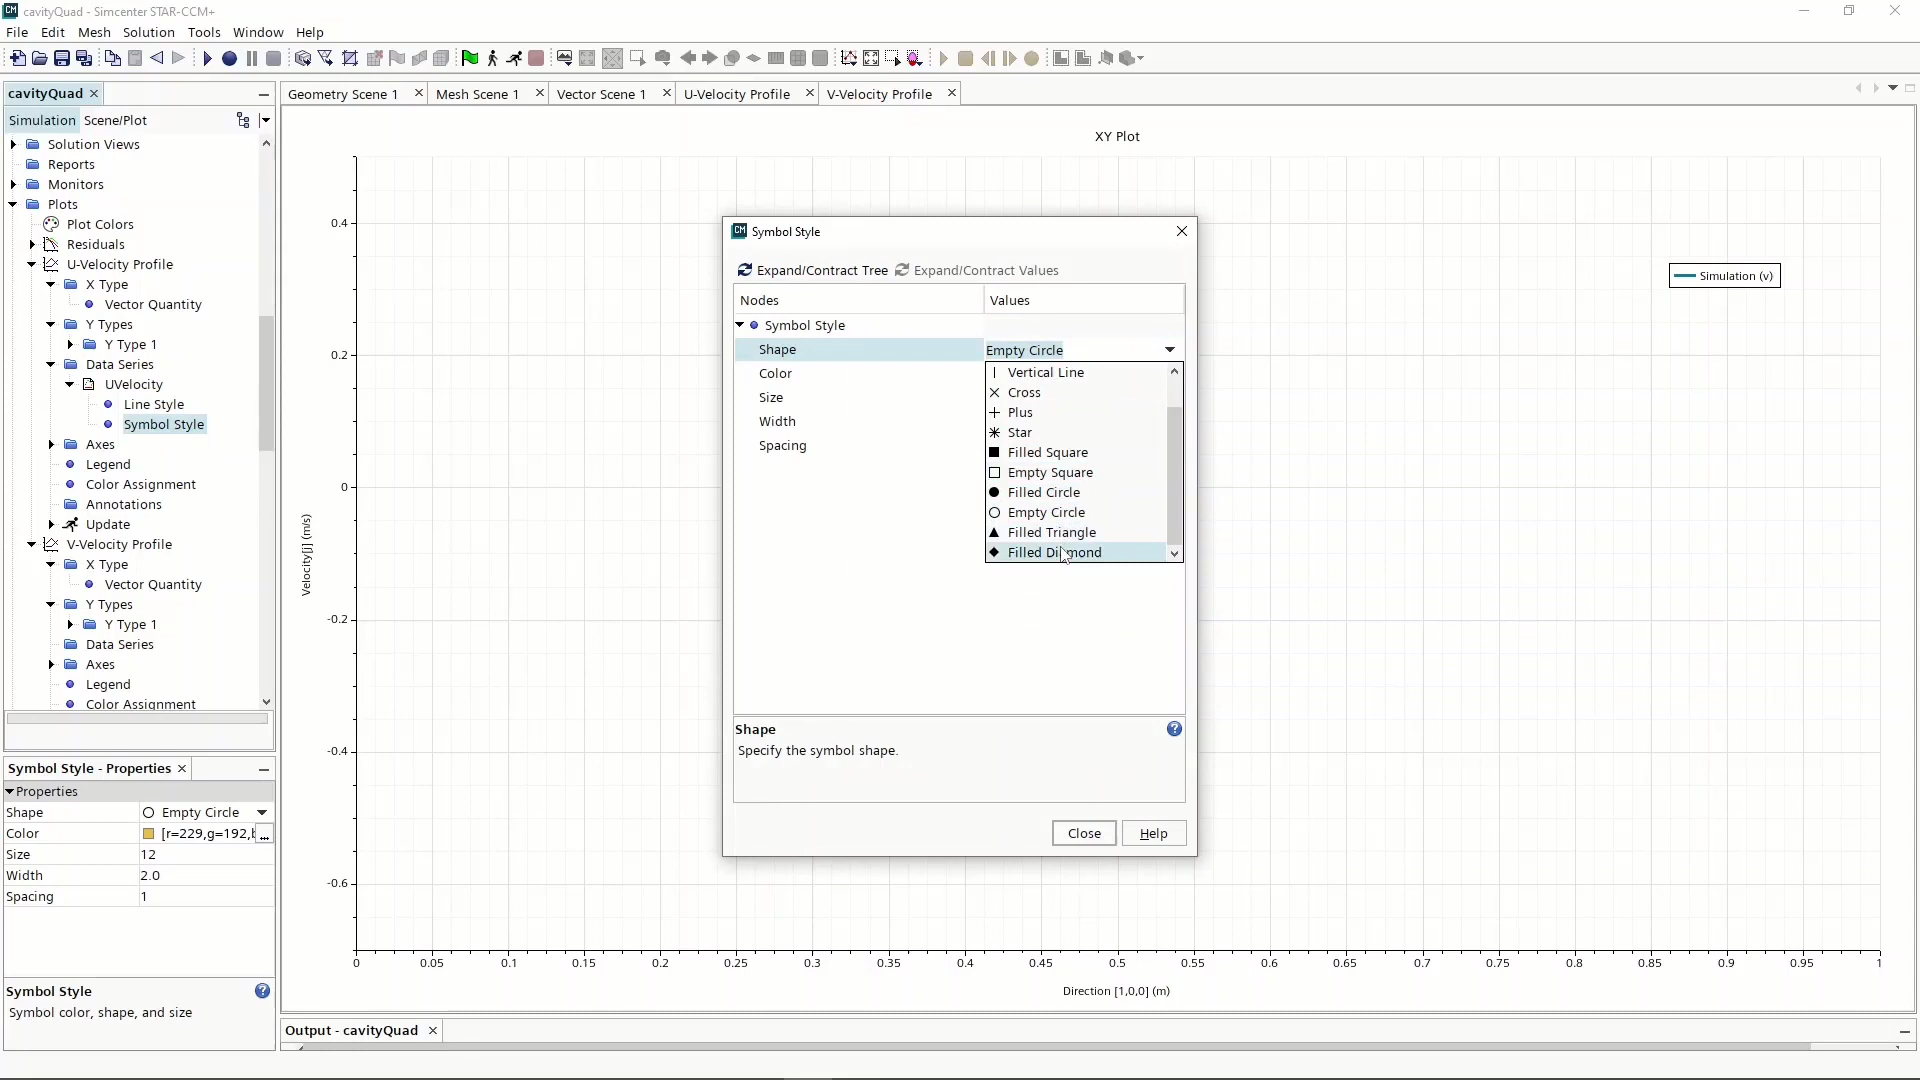 cavityQuad - Simcenter STAR-CCM+
File Edit Mesh Solution Tools Window Help
cavityQuad
Geometry Scene 1 Mesh Scene 1 Vector Scene 1 U-Velocity Profile V-Velocity Profile
Simulation Scene/Plot
Solution Views
Reports
Monitors
Plots
Plot Colors
Residuals
U-Velocity Profile
X Type
Vector Quantity
Y Types
Y Type 1
Data Series
UVelocity
Line Style
Symbol Style
Axes
Legend
Color Assignment
Annotations
Update
V-Velocity Profile
X Type
Vector Quantity
Y Types
Y Type 1
Data Series
Axes
Legend
Color Assignment
Symbol Style - Properties
Properties
Shape Empty Circle
Color [r=229,g=192,b
Size 12
Width 2.0
Spacing 1
Symbol Style
Symbol color, shape, and size
XY Plot
Simulation (v)
Velocity[j] (m/s)
0.4
0.2
0
-0.2
-0.4
-0.6
0 0.05 0.1 0.15 0.2 0.25 0.3 0.35 0.4 0.45 0.5 0.55 0.6 0.65 0.7 0.75 0.8 0.85 0.9 0.95 1
Direction [1,0,0] (m)
CM Symbol Style
Expand/Contract Tree Expand/Contract Values
Nodes Values
Symbol Style
Shape Empty Circle
Color
Size
Width
Spacing
Vertical Line
Cross
Plus
Star
Filled Square
Empty Square
Filled Circle
Empty Circle
Filled Triangle
Filled Diamond
Shape
Specify the symbol shape.
Close Help
Output - cavityQuad